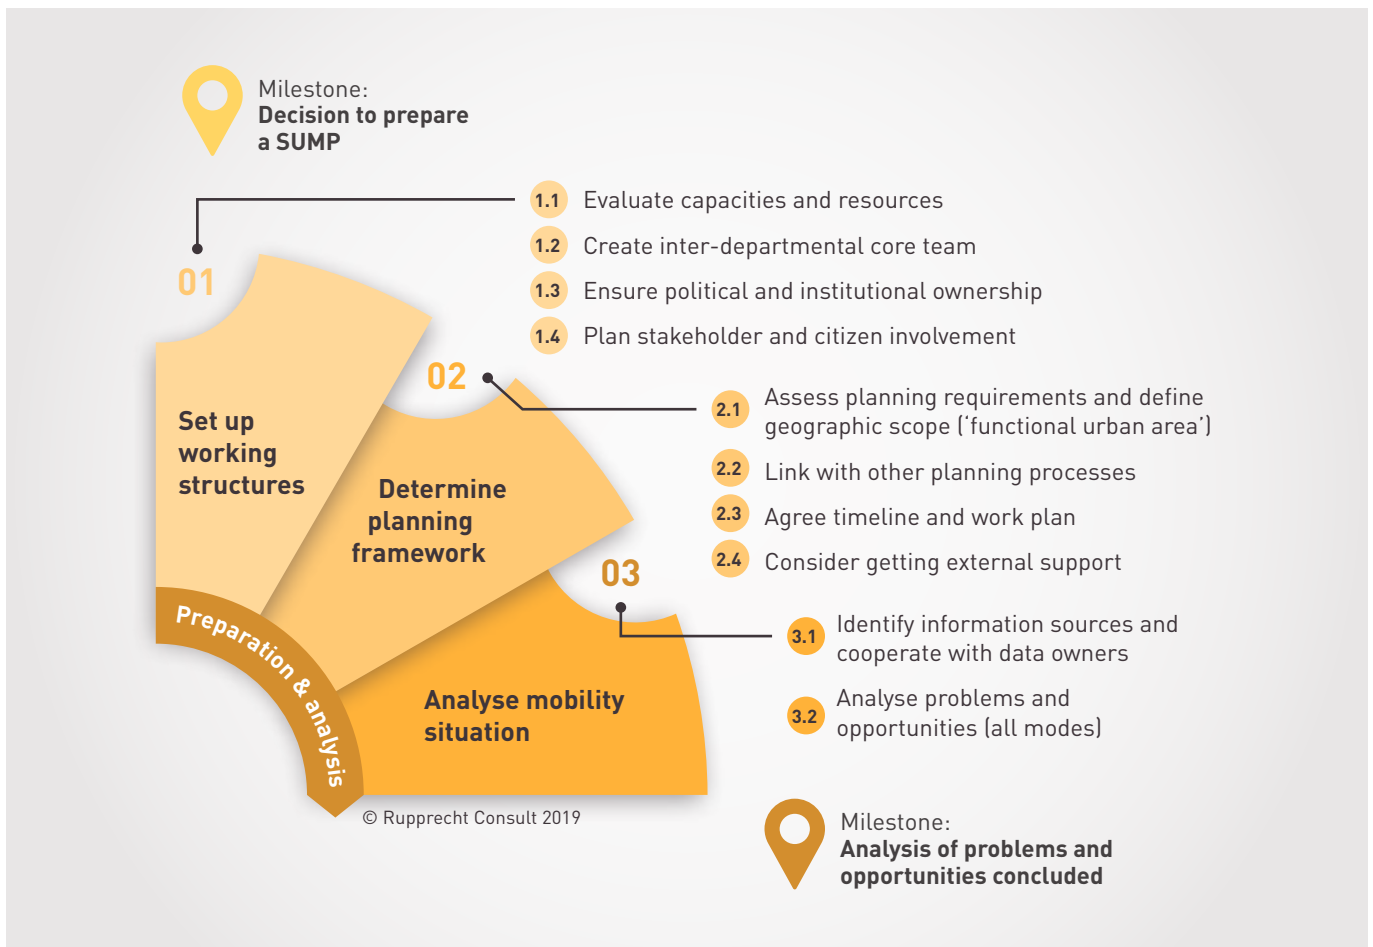 Milestone:
Decision to prepare
a SUMP
01
1.1 Evaluate capacities and resources
1.2 Create inter-departmental core team
1.3 Ensure political and institutional ownership
1.4 Plan stakeholder and citizen involvement
Set up
working
structures
02
2.1 Assess planning requirements and define
geographic scope (‘functional urban area’)
2.2 Link with other planning processes
2.3 Agree timeline and work plan
2.4 Consider getting external support
Determine
planning
framework
03
3.1 Identify information sources and
cooperate with data owners
3.2 Analyse problems and
opportunities (all modes)
Analyse mobility
situation
Preparation & analysis
© Rupprecht Consult 2019
Milestone:
Analysis of problems and
opportunities concluded